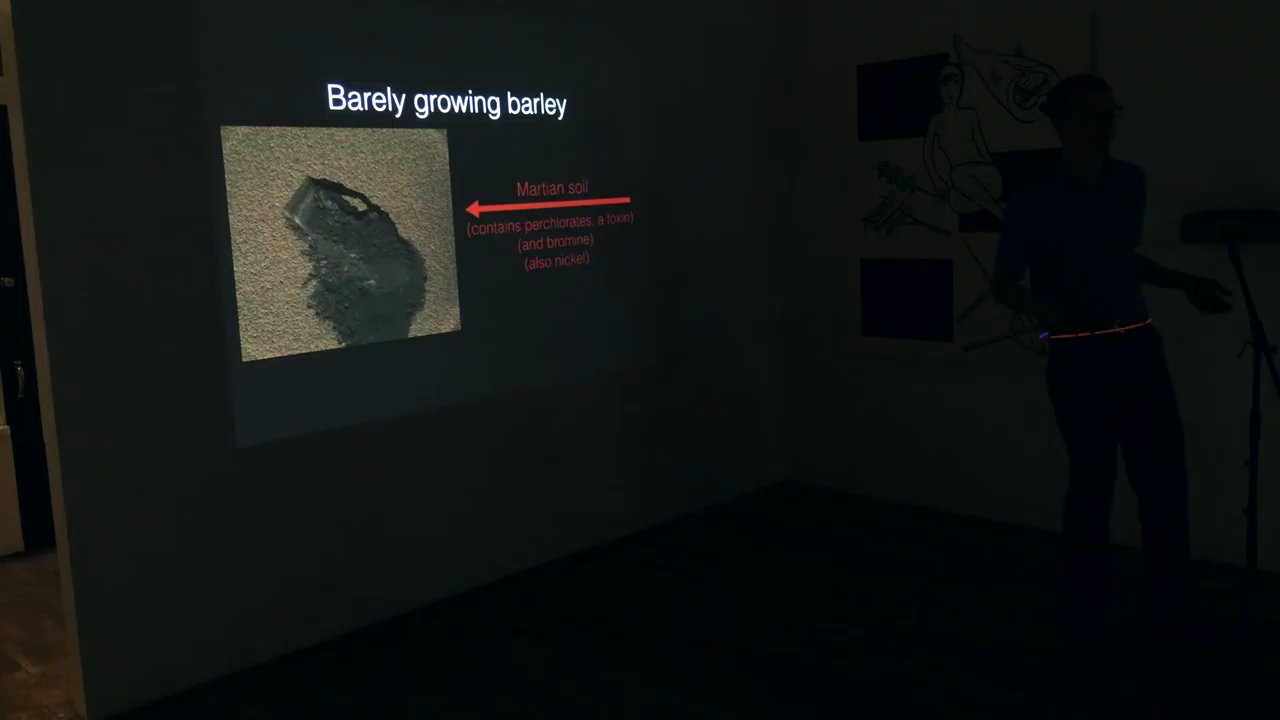 Barely growing barley
Martian soil
(contains perchlorates, a toxin)
(and bromine)
(also nickel)